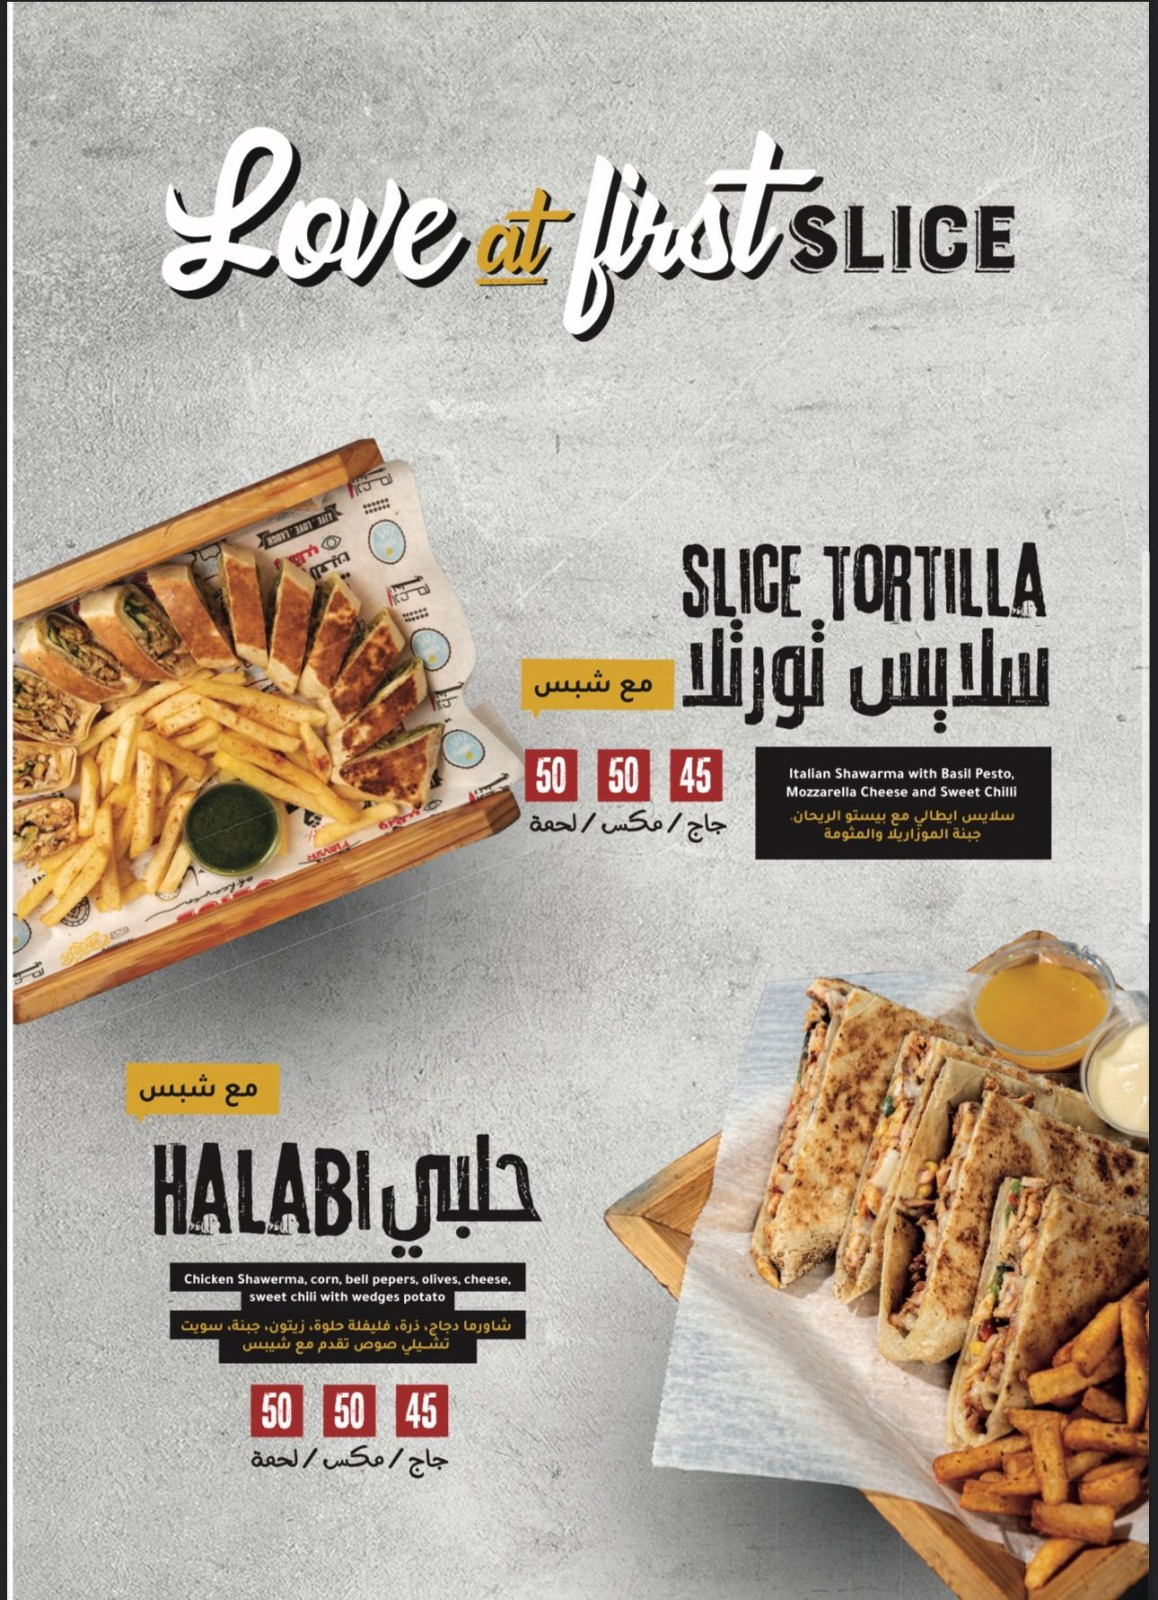 Love at first SLICE
SLICE TORTILLA
سلايس تورتلا
مع شبس
50 50 45
جاج / مكس / لحمة
Italian Shawarma with Basil Pesto,
Mozzarella Cheese and Sweet Chilli
سلايس ايطالي مع بيستو الريحان،
جبنة الموزاريلا والمثومة
LIVE . LOVE . LAUGH
مع شبس
HALABI حلبي
Chicken Shawerma, corn, bell pepers, olives, cheese,
sweet chili with wedges potato
شاورما دجاج، ذرة، فليفلة حلوة، زيتون، جبنة، سويت
تشيلي صوص تقدم مع شيبس
50 50 45
جاج / مكس / لحمة